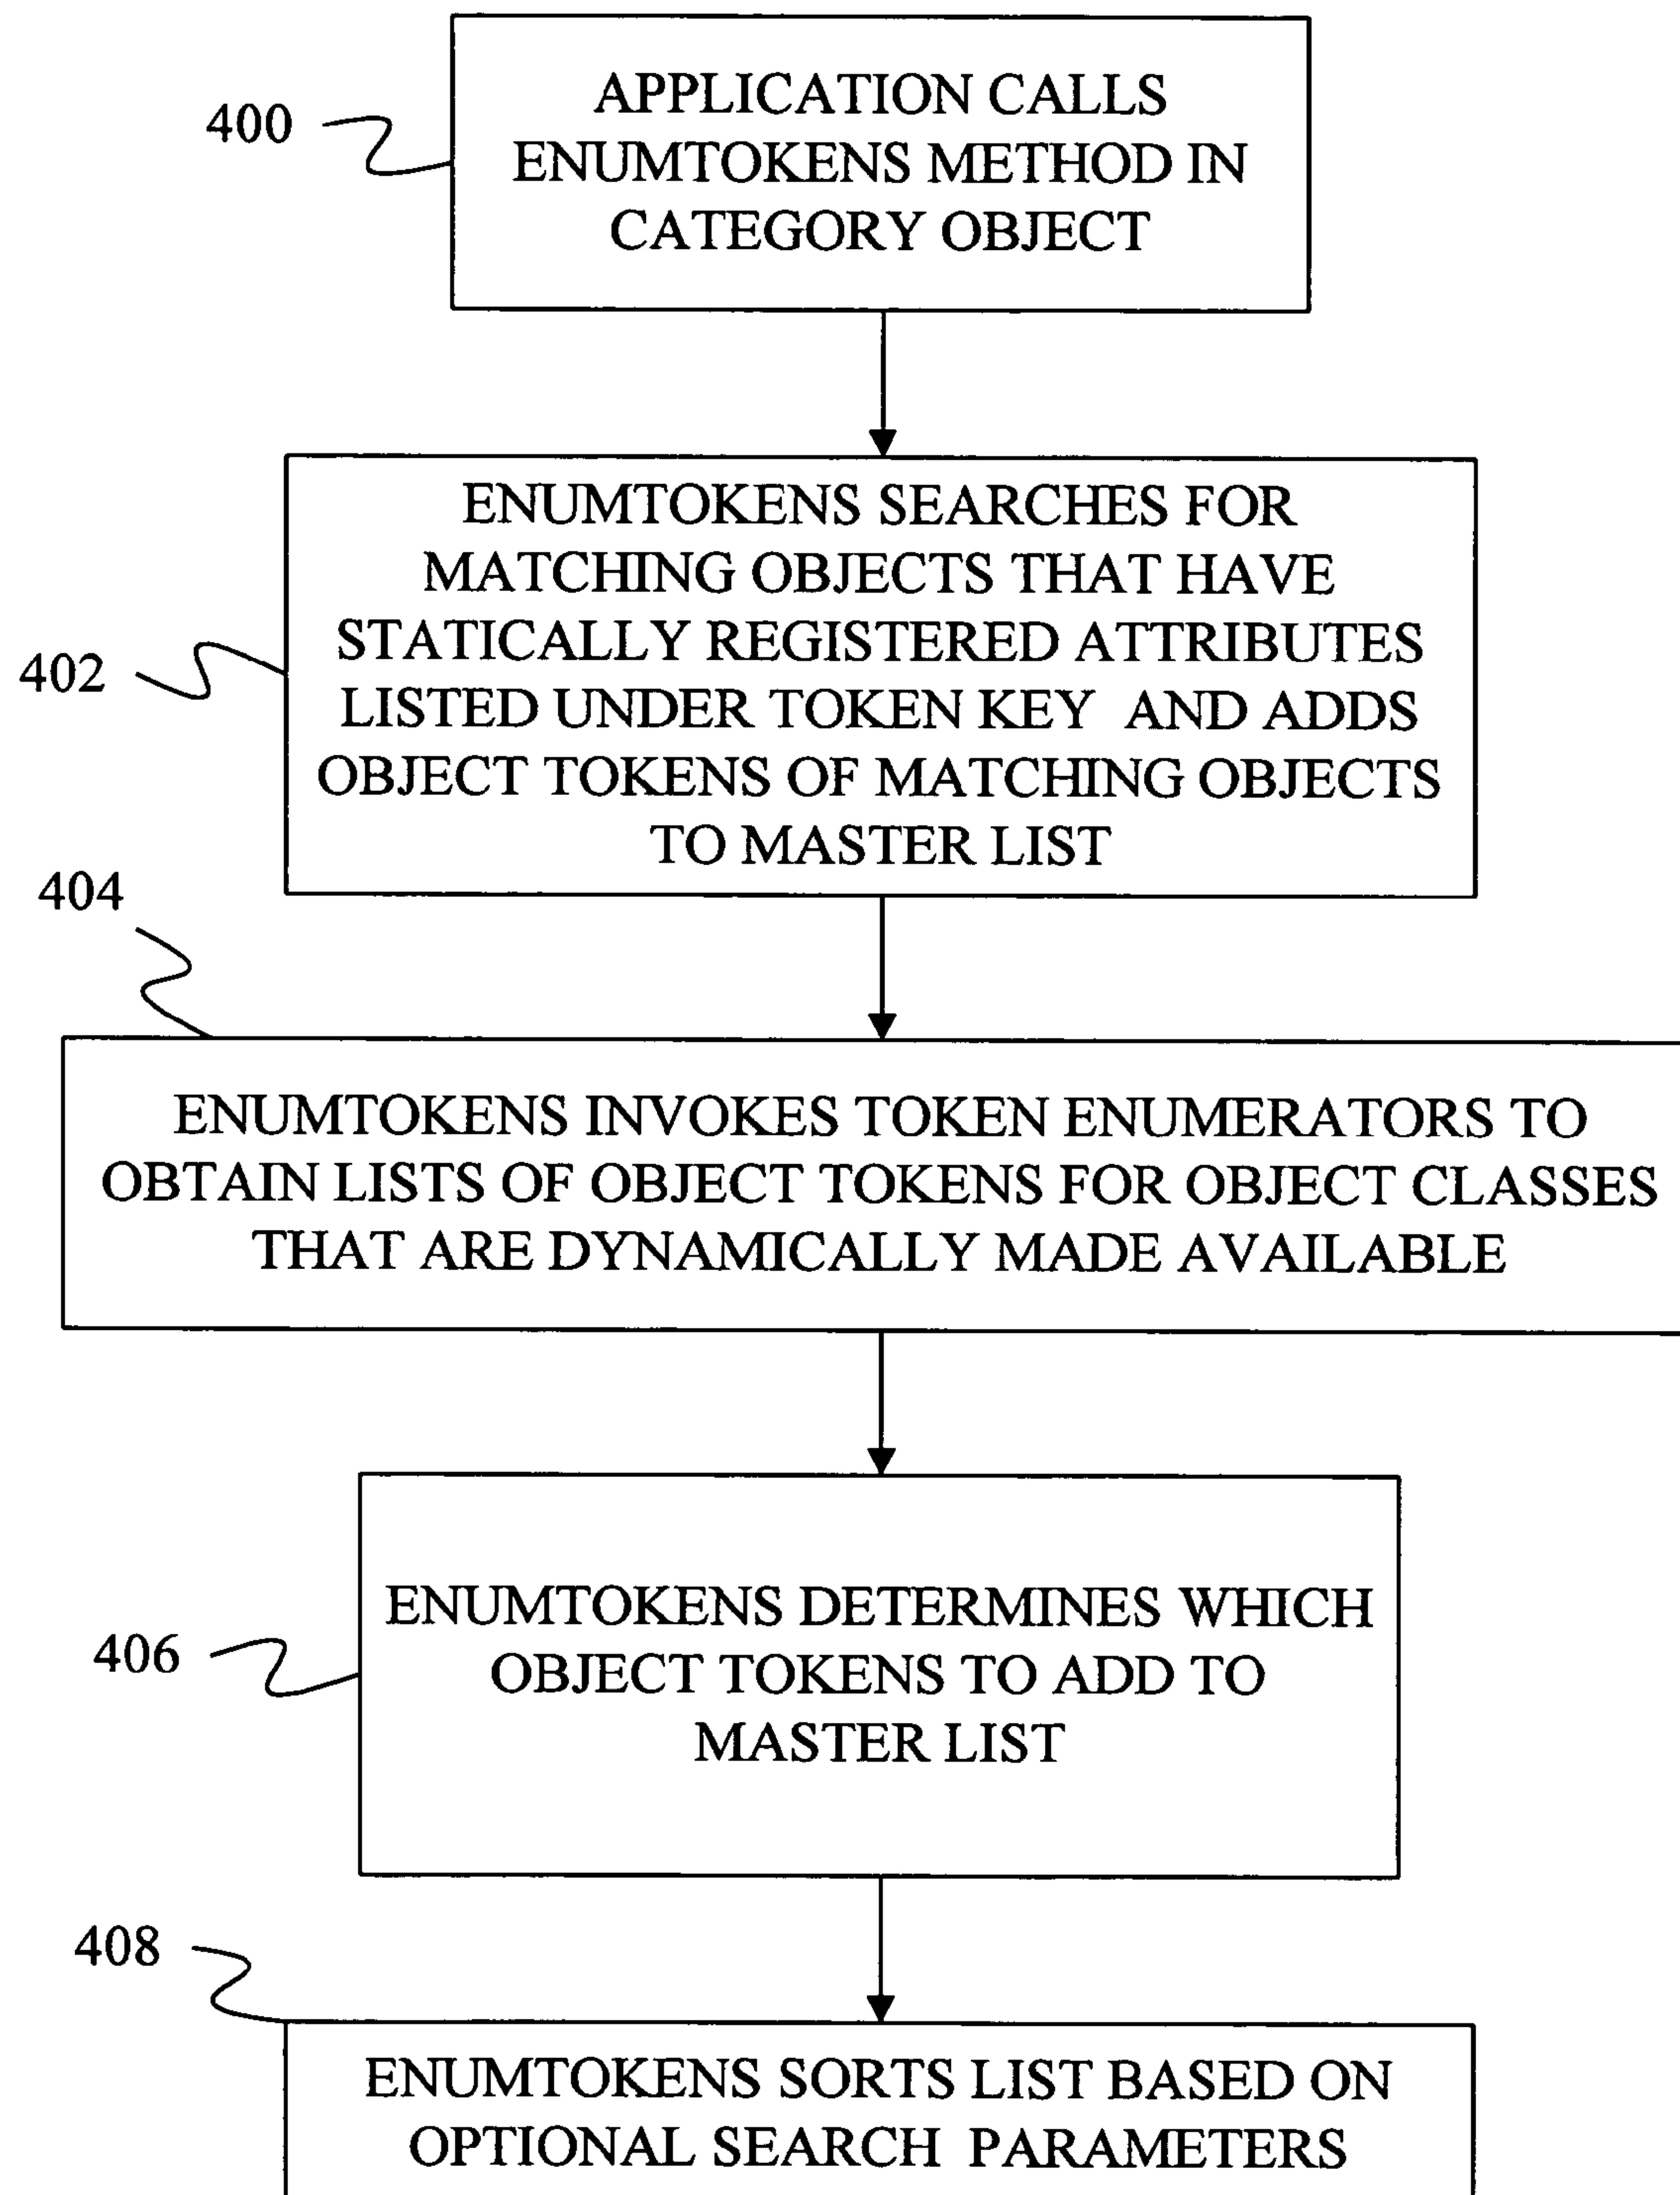 400
APPLICATION CALLS
ENUMTOKENS METHOD IN
CATEGORY OBJECT
402
ENUMTOKENS SEARCHES FOR
MATCHING OBJECTS THAT HAVE
STATICALLY REGISTERED ATTRIBUTES
LISTED UNDER TOKEN KEY AND ADDS
OBJECT TOKENS OF MATCHING OBJECTS
TO MASTER LIST
404
ENUMTOKENS INVOKES TOKEN ENUMERATORS TO
OBTAIN LISTS OF OBJECT TOKENS FOR OBJECT CLASSES
THAT ARE DYNAMICALLY MADE AVAILABLE
406
ENUMTOKENS DETERMINES WHICH
OBJECT TOKENS TO ADD TO
MASTER LIST
408
ENUMTOKENS SORTS LIST BASED ON
OPTIONAL SEARCH PARAMETERS